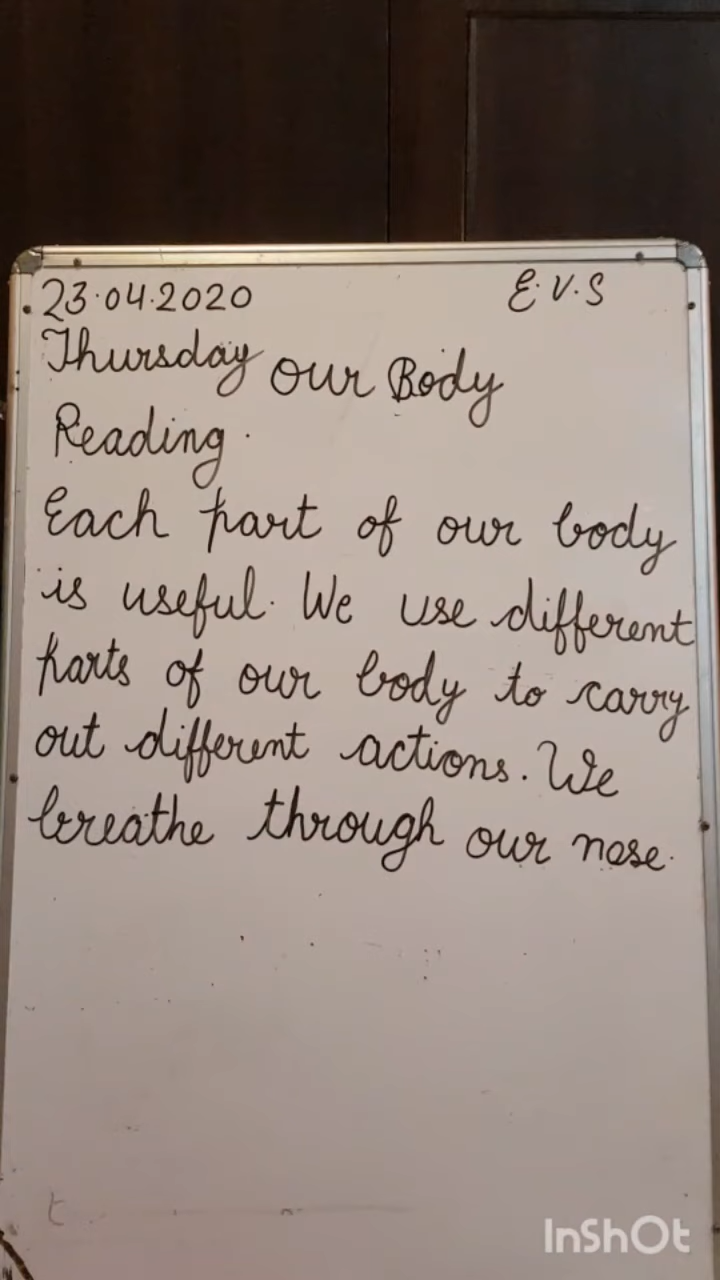 23.04.2020 E.V.S
Thursday Our Body
Reading.
Each part of our body
is useful. We use different
parts of our body to carry
out different actions. We
breathe through our nose.
InShOt